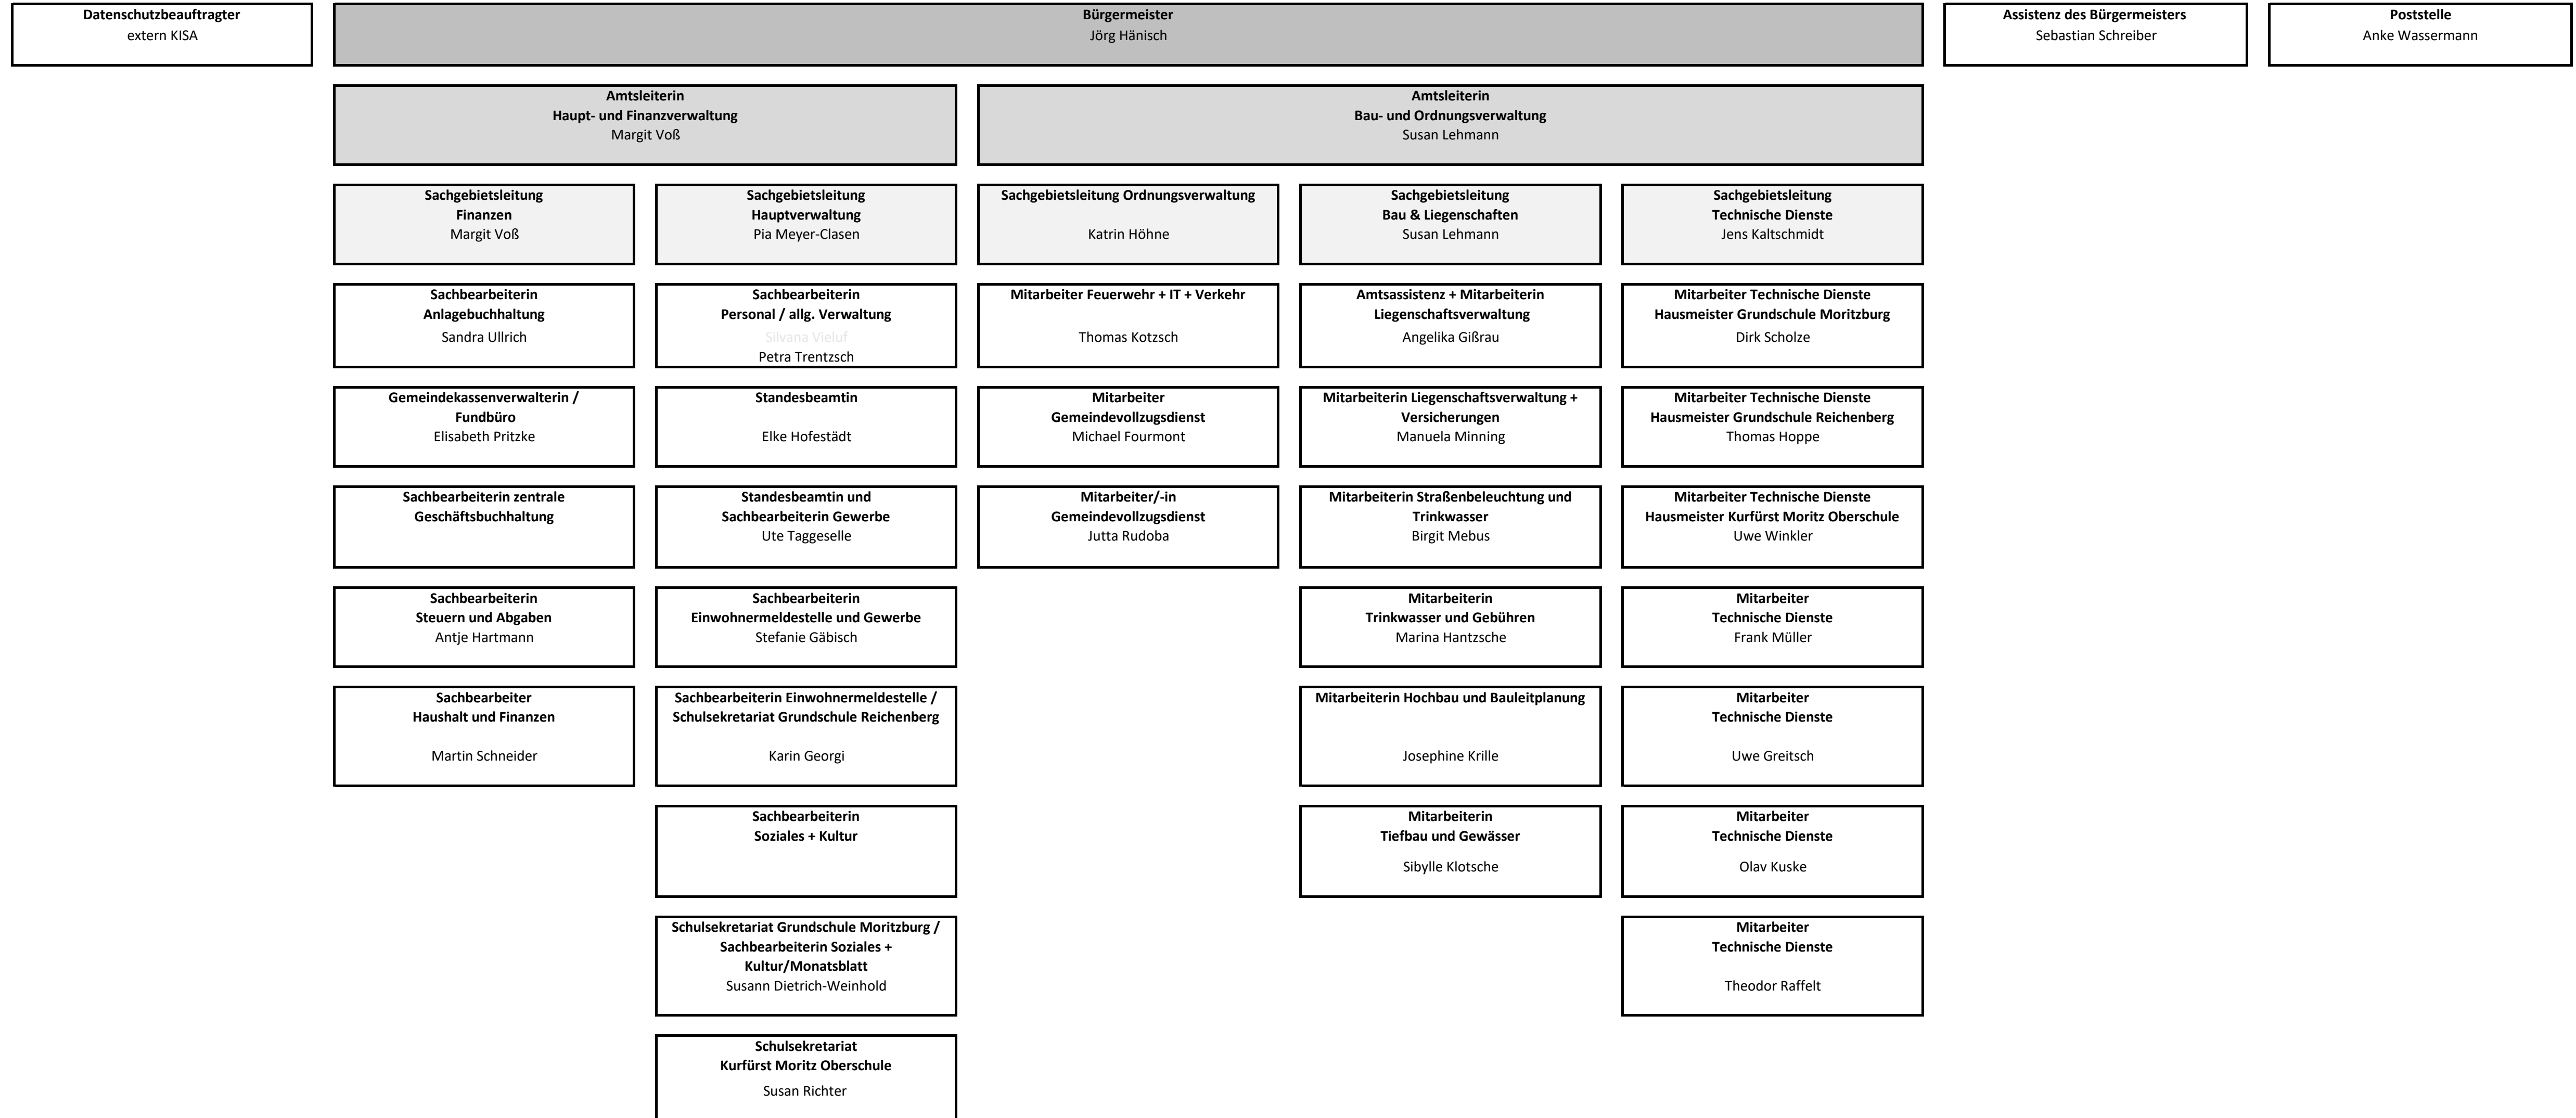 Datenschutzbeauftragter
extern KISA
Bürgermeister
Jörg Hänisch
Assistenz des Bürgermeisters
Sebastian Schreiber
Poststelle
Anke Wassermann
Amtsleiterin
Haupt- und Finanzverwaltung
Margit Voß
Amtsleiterin
Bau- und Ordnungsverwaltung
Susan Lehmann
Sachgebietsleitung
Finanzen
Margit Voß
Sachgebietsleitung
Hauptverwaltung
Pia Meyer-Clasen
Sachgebietsleitung Ordnungsverwaltung
Katrin Höhne
Sachgebietsleitung
Bau & Liegenschaften
Susan Lehmann
Sachgebietsleitung
Technische Dienste
Jens Kaltschmidt
Sachbearbeiterin
Anlagebuchhaltung
Sandra Ullrich
Sachbearbeiterin
Personal / allg. Verwaltung
Silvana Vieluf
Petra Trentzsch
Mitarbeiter Feuerwehr + IT + Verkehr
Thomas Kotzsch
Amtsassistenz + Mitarbeiterin
Liegenschaftsverwaltung
Angelika Gißrau
Mitarbeiter Technische Dienste
Hausmeister Grundschule Moritzburg
Dirk Scholze
Gemeindekassenverwalterin /
Fundbüro
Elisabeth Pritzke
Standesbeamtin
Elke Hofestädt
Mitarbeiter
Gemeindevollzugsdienst
Michael Fourmont
Mitarbeiterin Liegenschaftsverwaltung +
Versicherungen
Manuela Minning
Mitarbeiter Technische Dienste
Hausmeister Grundschule Reichenberg
Thomas Hoppe
Sachbearbeiterin zentrale
Geschäftsbuchhaltung
Standesbeamtin und
Sachbearbeiterin Gewerbe
Ute Taggeselle
Mitarbeiter/-in
Gemeindevollzugsdienst
Jutta Rudoba
Mitarbeiterin Straßenbeleuchtung und
Trinkwasser
Birgit Mebus
Mitarbeiter Technische Dienste
Hausmeister Kurfürst Moritz Oberschule
Uwe Winkler
Sachbearbeiterin
Steuern und Abgaben
Antje Hartmann
Sachbearbeiterin
Einwohnermeldestelle und Gewerbe
Stefanie Gäbisch
Mitarbeiterin
Trinkwasser und Gebühren
Marina Hantzsche
Mitarbeiter
Technische Dienste
Frank Müller
Sachbearbeiter
Haushalt und Finanzen
Martin Schneider
Sachbearbeiterin Einwohnermeldestelle /
Schulsekretariat Grundschule Reichenberg
Karin Georgi
Mitarbeiterin Hochbau und Bauleitplanung
Josephine Krille
Mitarbeiter
Technische Dienste
Uwe Greitsch
Sachbearbeiterin
Soziales + Kultur
Mitarbeiterin
Tiefbau und Gewässer
Sibylle Klotsche
Mitarbeiter
Technische Dienste
Olav Kuske
Schulsekretariat Grundschule Moritzburg /
Sachbearbeiterin Soziales +
Kultur/Monatsblatt
Susann Dietrich-Weinhold
Mitarbeiter
Technische Dienste
Theodor Raffelt
Schulsekretariat
Kurfürst Moritz Oberschule
Susan Richter